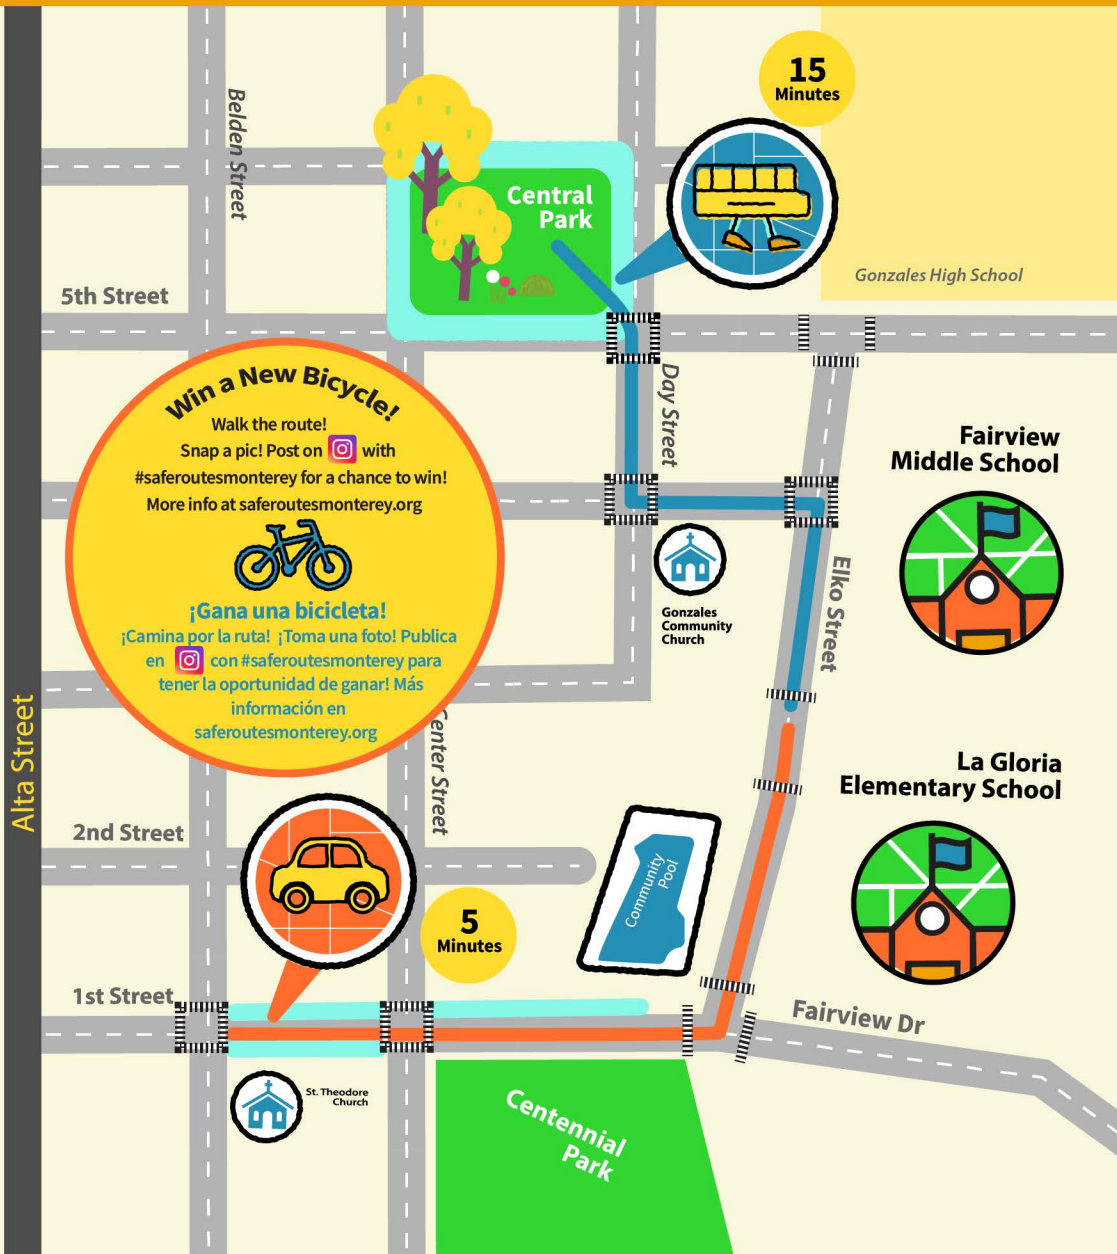 15
Minutes
Belden Street
Central
Park
Gonzales High School
5th Street
Day Street
Win a New Bicycle!
Walk the route!
Snap a pic! Post on with
#saferoutesmonterey for a chance to win!
More info at saferoutesmonterey.org
¡Gana una bicicleta!
¡Camina por la ruta! ¡Toma una foto! Publica
en con #saferoutesmonterey para
tener la oportunidad de ganar! Más
información en
saferoutesmonterey.org
Fairview
Middle School
Elko Street
Gonzales
Community
Church
Alta Street
Center Street
La Gloria
Elementary School
2nd Street
Community
Pool
5
Minutes
1st Street
Fairview Dr
St. Theodore
Church
Centennial
Park